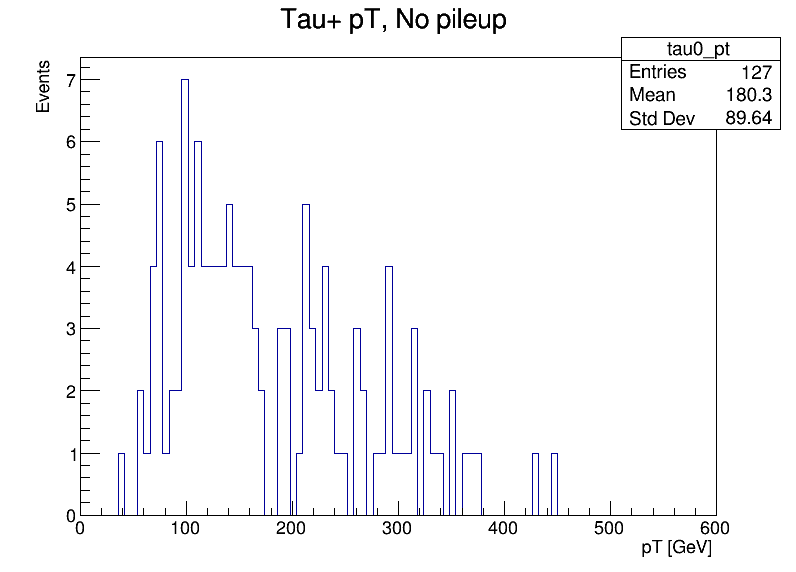 Tau+ pT, No pileup
tau0_pt
Entries 127
Mean 180.3
Std Dev 89.64
Events
7
6
5
4
3
2
1
0
0 100 200 300 400 500 600
pT [GeV]